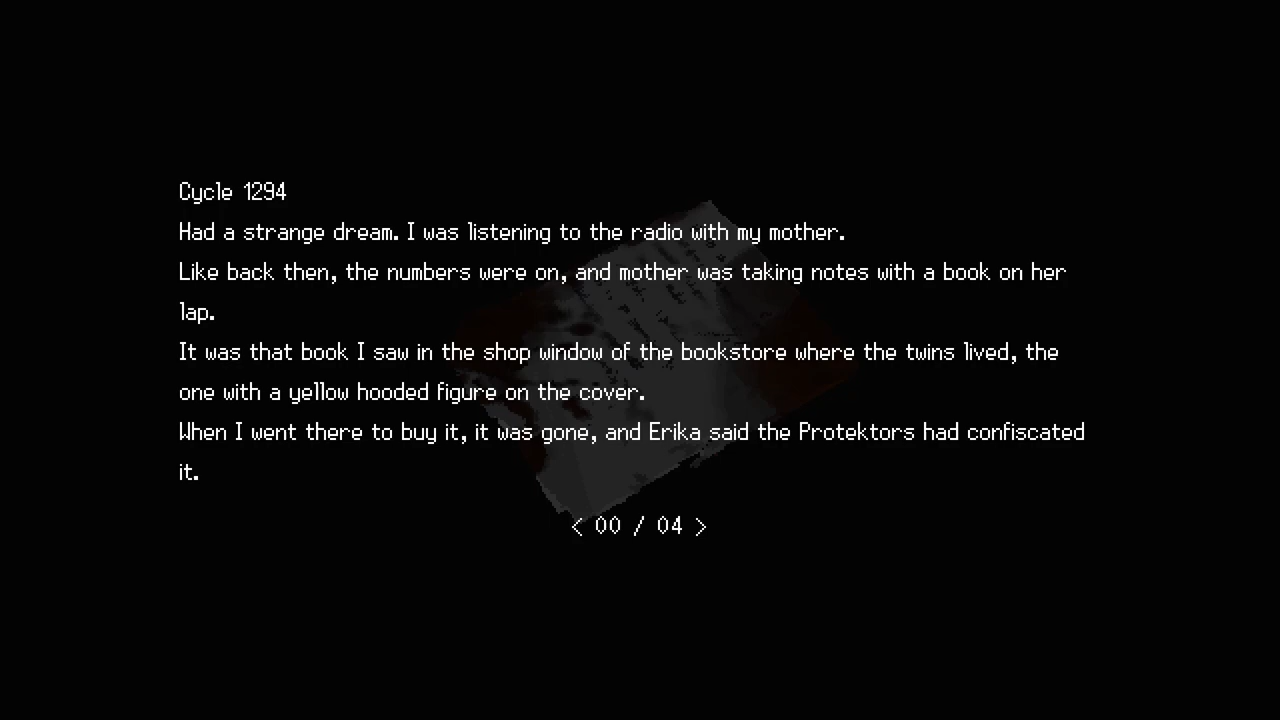 Cycle 1294
Had a strange dream. I was listening to the radio with my mother.
Like back then, the numbers were on, and mother was taking notes with a book on her
lap.
It was that book I saw in the shop window of the bookstore where the twins lived, the
one with a yellow hooded figure on the cover.
When I went there to buy it, it was gone, and Erika said the Protektors had confiscated
it.
< 00 / 04 >